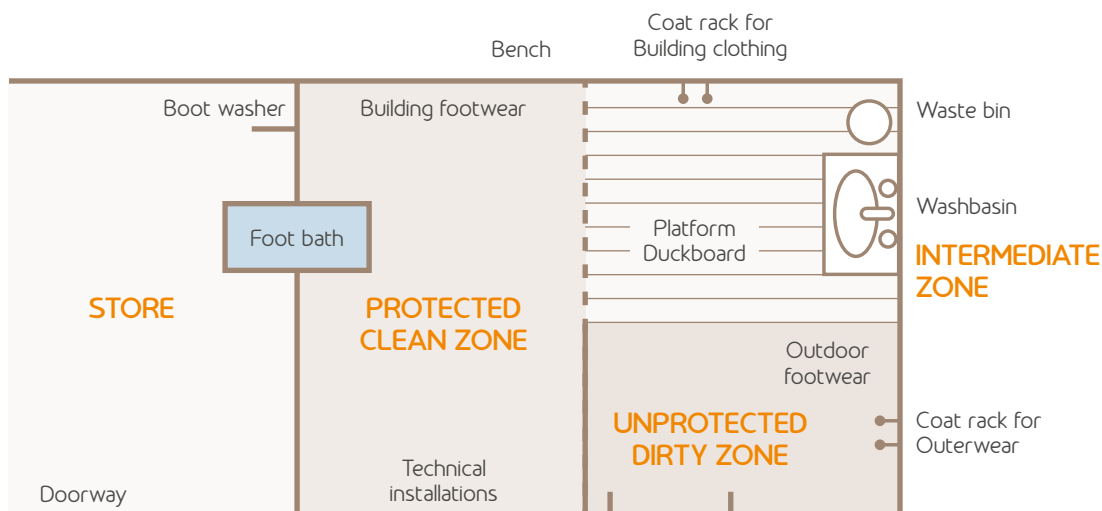 Coat rack for
Building clothing
Bench
Boot washer
Building footwear
Waste bin
Foot bath
Platform
Duckboard
Washbasin
INTERMEDIATE
ZONE
STORE
PROTECTED
CLEAN ZONE
Outdoor
footwear
UNPROTECTED
DIRTY ZONE
Coat rack for
Outerwear
Technical
installations
Doorway